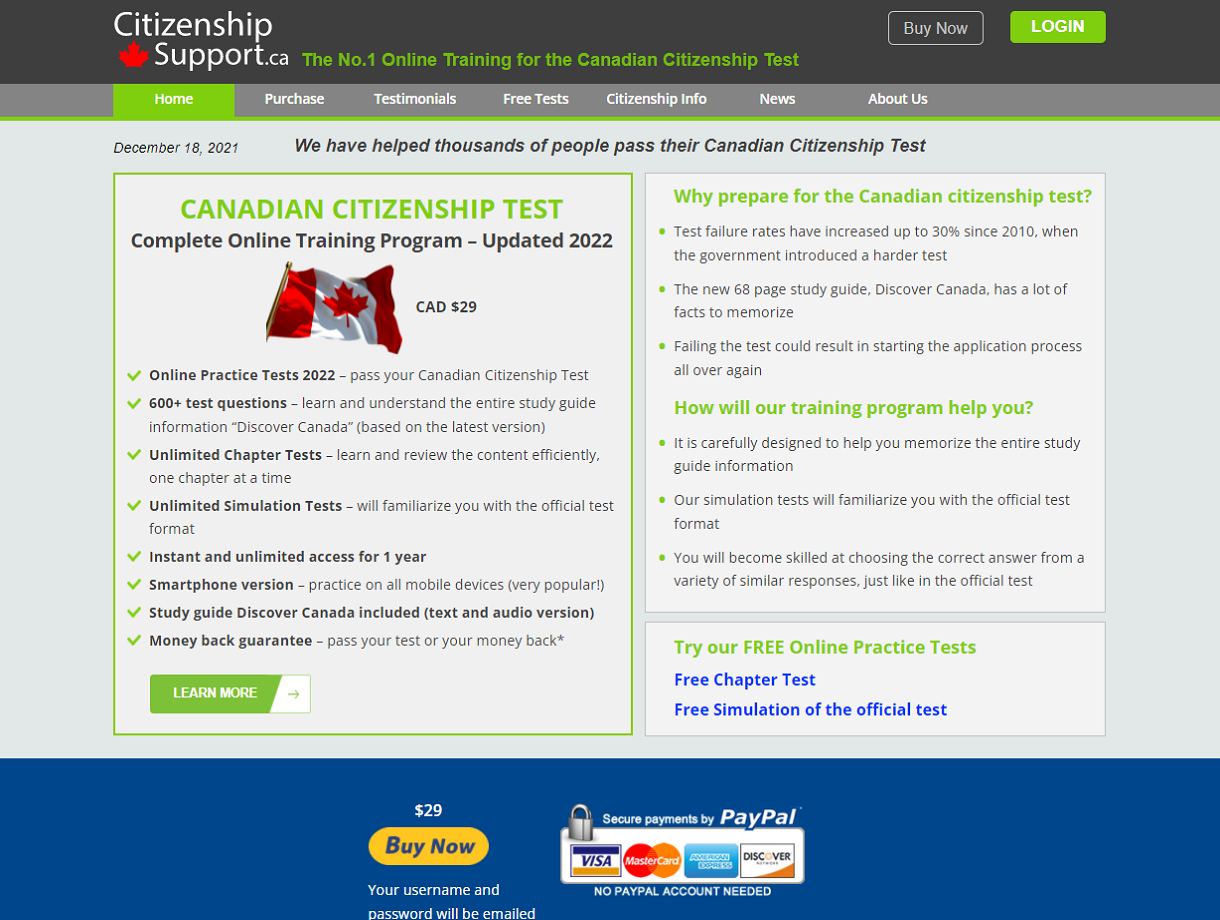 Citizenship
Support.ca
The No.1 Online Training for the Canadian Citizenship Test
Buy Now
LOGIN
Home
Purchase
Testimonials
Free Tests
Citizenship Info
News
About Us
December 18, 2021
We have helped thousands of people pass their Canadian Citizenship Test
CANADIAN CITIZENSHIP TEST
Complete Online Training Program – Updated 2022
CAD $29
Online Practice Tests 2022 – pass your Canadian Citizenship Test
600+ test questions – learn and understand the entire study guide
information “Discover Canada” (based on the latest version)
Unlimited Chapter Tests – learn and review the content efficiently,
one chapter at a time
Unlimited Simulation Tests – will familiarize you with the official test
format
Instant and unlimited access for 1 year
Smartphone version – practice on all mobile devices (very popular!)
Study guide Discover Canada included (text and audio version)
Money back guarantee – pass your test or your money back*
LEARN MORE →
Why prepare for the Canadian citizenship test?
Test failure rates have increased up to 30% since 2010, when
the government introduced a harder test
The new 68 page study guide, Discover Canada, has a lot of
facts to memorize
Failing the test could result in starting the application process
all over again
How will our training program help you?
It is carefully designed to help you memorize the entire study
guide information
Our simulation tests will familiarize you with the official test
format
You will become skilled at choosing the correct answer from a
variety of similar responses, just like in the official test
Try our FREE Online Practice Tests
Free Chapter Test
Free Simulation of the official test
$29
Buy Now
Your username and
password will be emailed
Secure payments by PayPal
VISA
MasterCard
AMERICAN EXPRESS
DISCOVER
NETWORK
NO PAYPAL ACCOUNT NEEDED